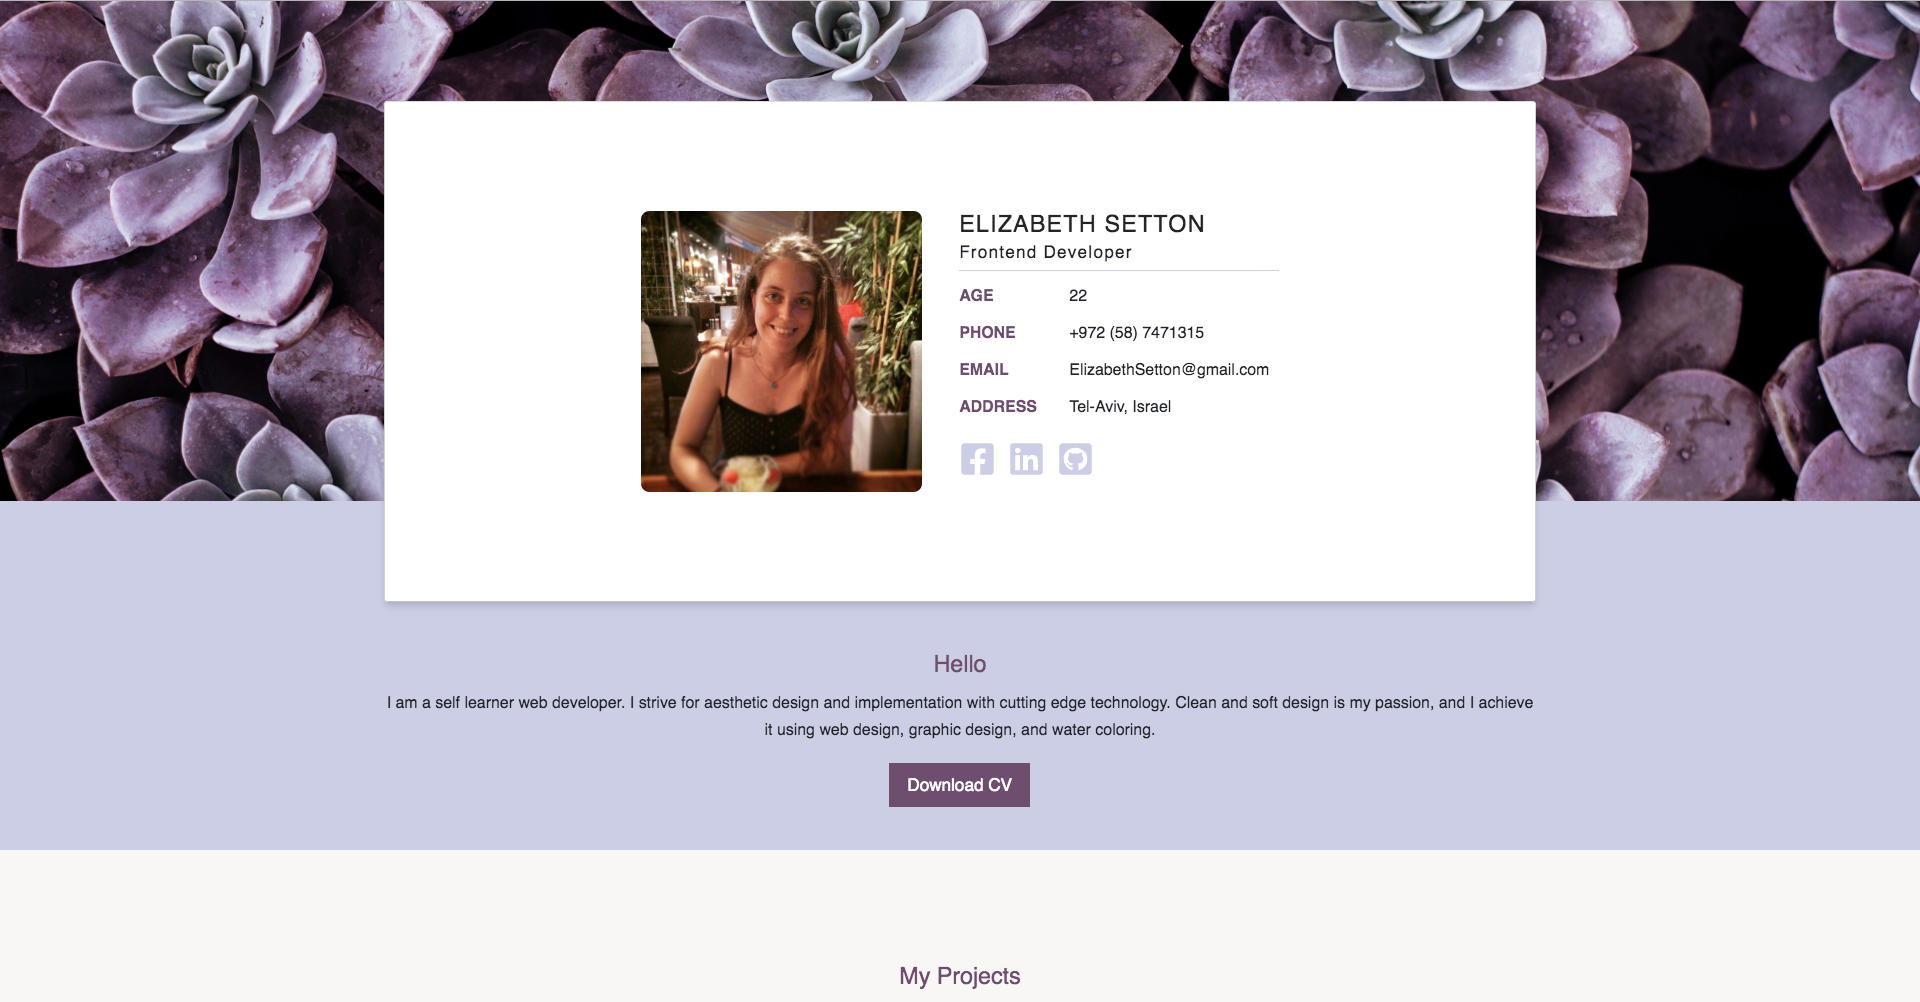 ELIZABETH SETTON
Frontend Developer
AGE 22
PHONE +972 (58) 7471315
EMAIL ElizabethSetton@gmail.com
ADDRESS Tel-Aviv, Israel
Hello
I am a self learner web developer. I strive for aesthetic design and implementation with cutting edge technology. Clean and soft design is my passion, and I achieve
it using web design, graphic design, and water coloring.
Download CV
My Projects